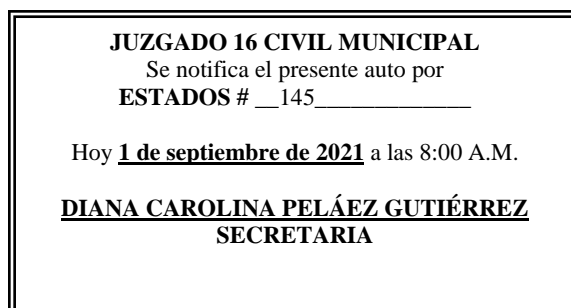 JUZGADO 16 CIVIL MUNICIPAL
Se notifica el presente auto por
ESTADOS # __145_____________
Hoy 1 de septiembre de 2021 a las 8:00 A.M.
DIANA CAROLINA PELÁEZ GUTIÉRREZ
SECRETARIA